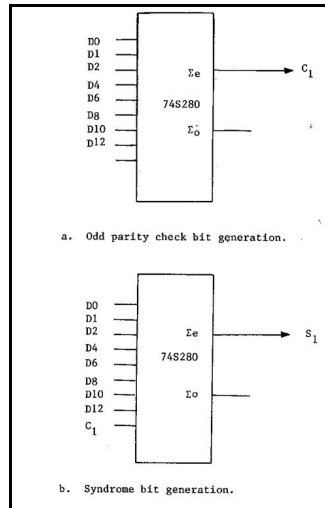 D0
D1
D2
D4
D6
D8
D10
D12
Σe
74S280
Σo
C1
a. Odd parity check bit generation.
D0
D1
D2
D4
D6
D8
D10
D12
C1
Σe
74S280
Σo
S1
b. Syndrome bit generation.